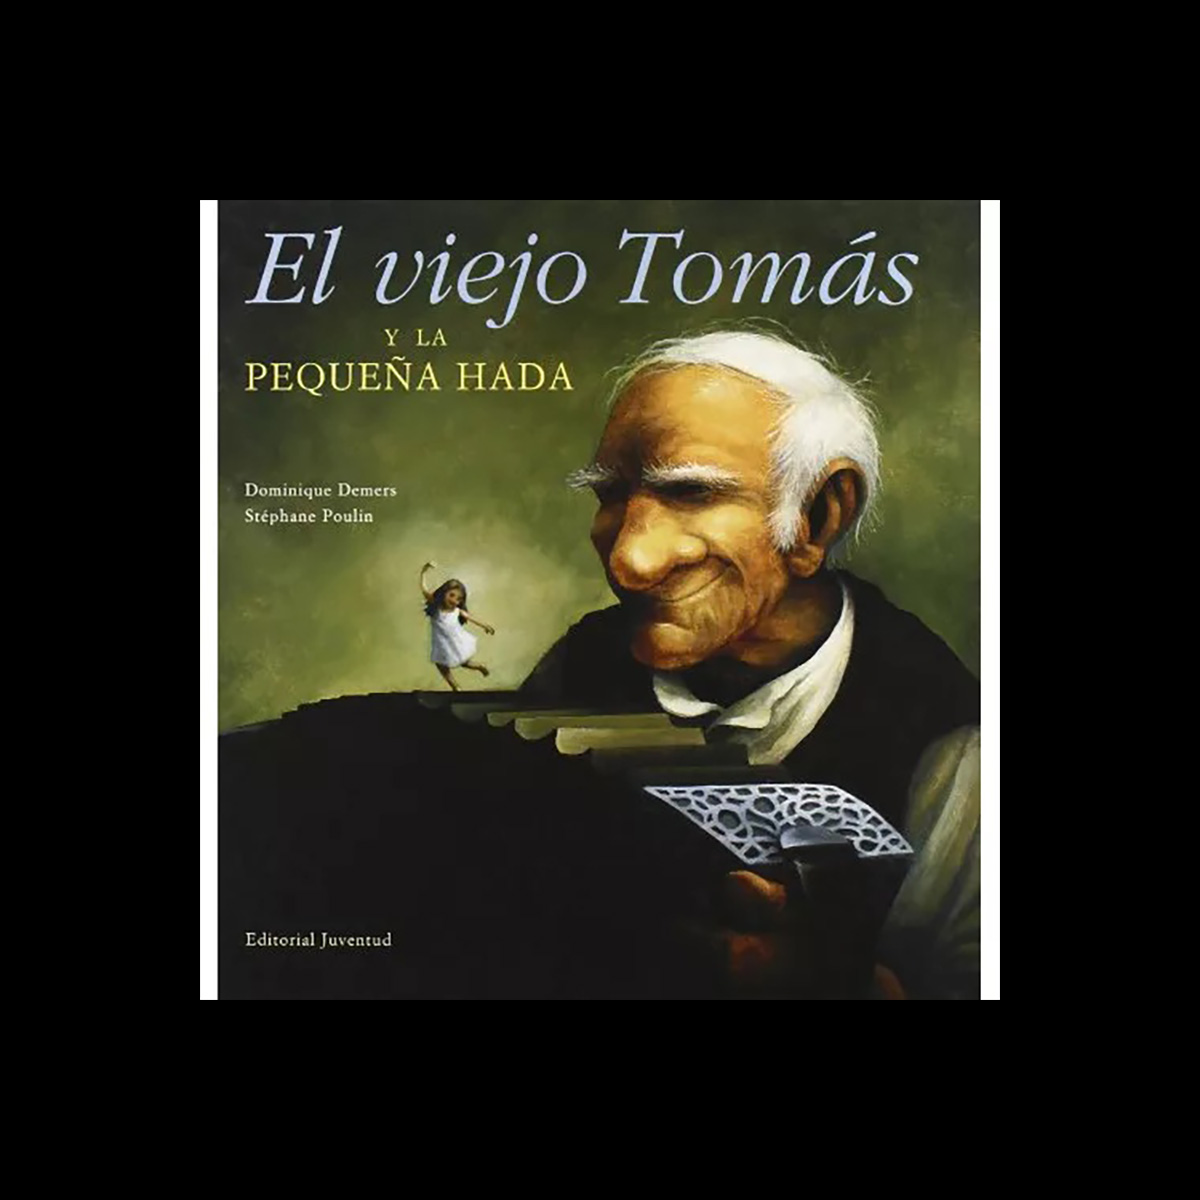 El viejo Tomás
Y LA
PEQUEÑA HADA
Dominique Demers
Stéphane Poulin
Editorial Juventud